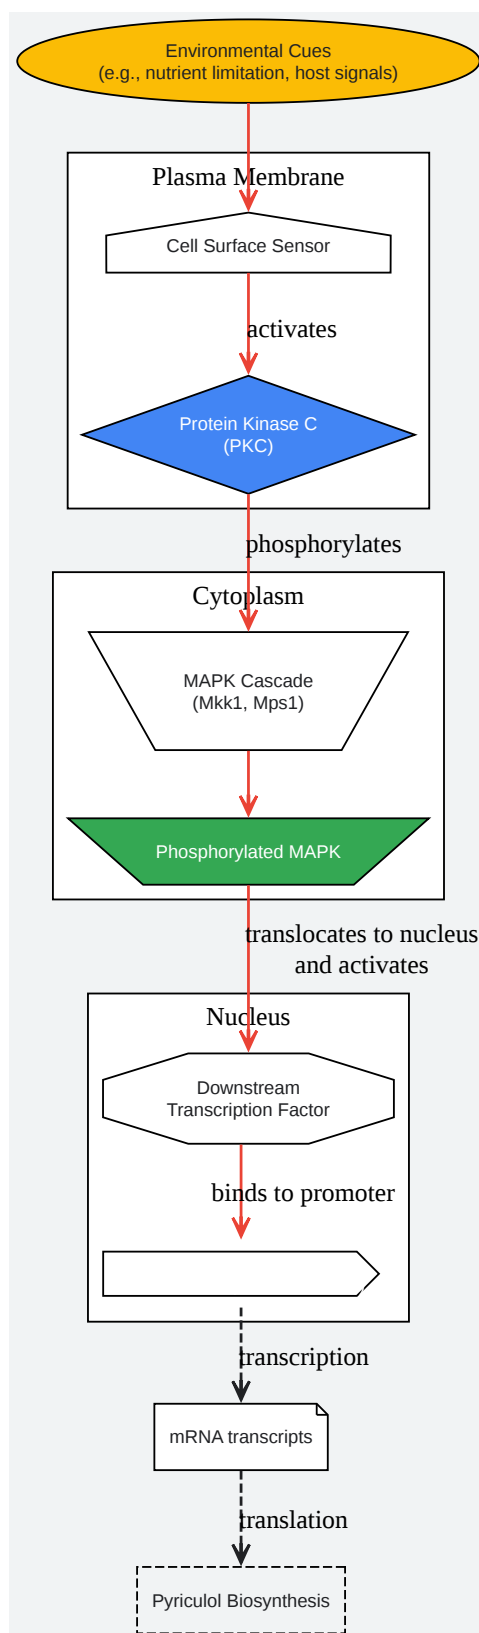 Environmental Cues
(e.g., nutrient limitation, host signals)
Plasma Membrane
Cell Surface Sensor
activates
Protein Kinase C
(PKC)
phosphorylates
Cytoplasm
MAPK Cascade
(Mkk1, Mps1)
Phosphorylated MAPK
translocates to nucleus
and activates
Nucleus
Downstream
Transcription Factor
binds to promoter
transcription
mRNA transcripts
translation
Pyriculol Biosynthesis